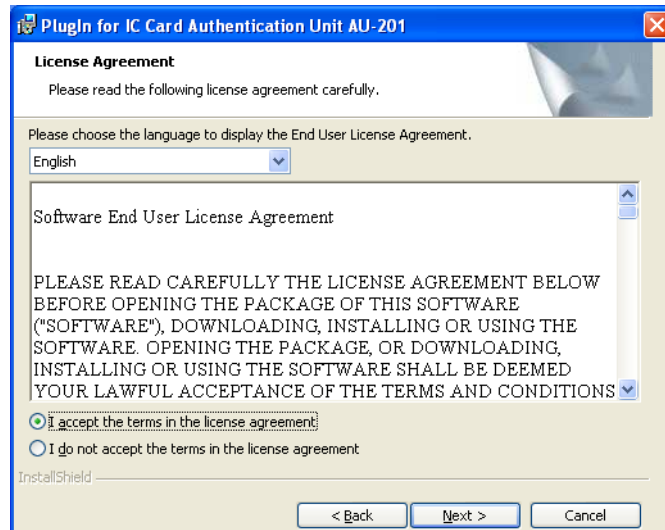 PlugIn for IC Card Authentication Unit AU-201
License Agreement
Please read the following license agreement carefully.
Please choose the language to display the End User License Agreement.
English
Software End User License Agreement
PLEASE READ CAREFULLY THE LICENSE AGREEMENT BELOW
BEFORE OPENING THE PACKAGE OF THIS SOFTWARE
("SOFTWARE"), DOWNLOADING, INSTALLING OR USING THE
SOFTWARE. OPENING THE PACKAGE, OR DOWNLOADING,
INSTALLING OR USING THE SOFTWARE SHALL BE DEEMED
YOUR LAWFUL ACCEPTANCE OF THE TERMS AND CONDITIONS
I accept the terms in the license agreement
I do not accept the terms in the license agreement
InstallShield
< Back
Next >
Cancel